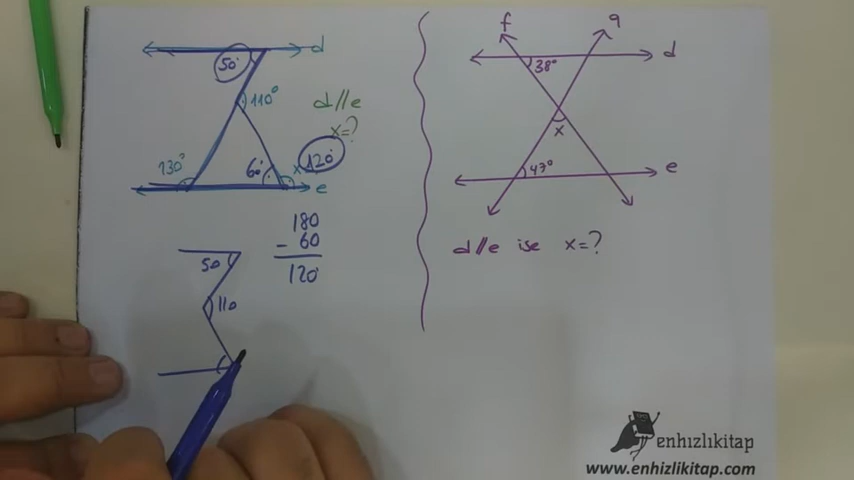 d
50°
110°
d//e
x=?
130°
60
x
120°
e
180
- 60
120
50
110
f
g
d
38°
x
47°
e
d//e ise x=?
enhızlıkitap
www.enhizlikitap.com